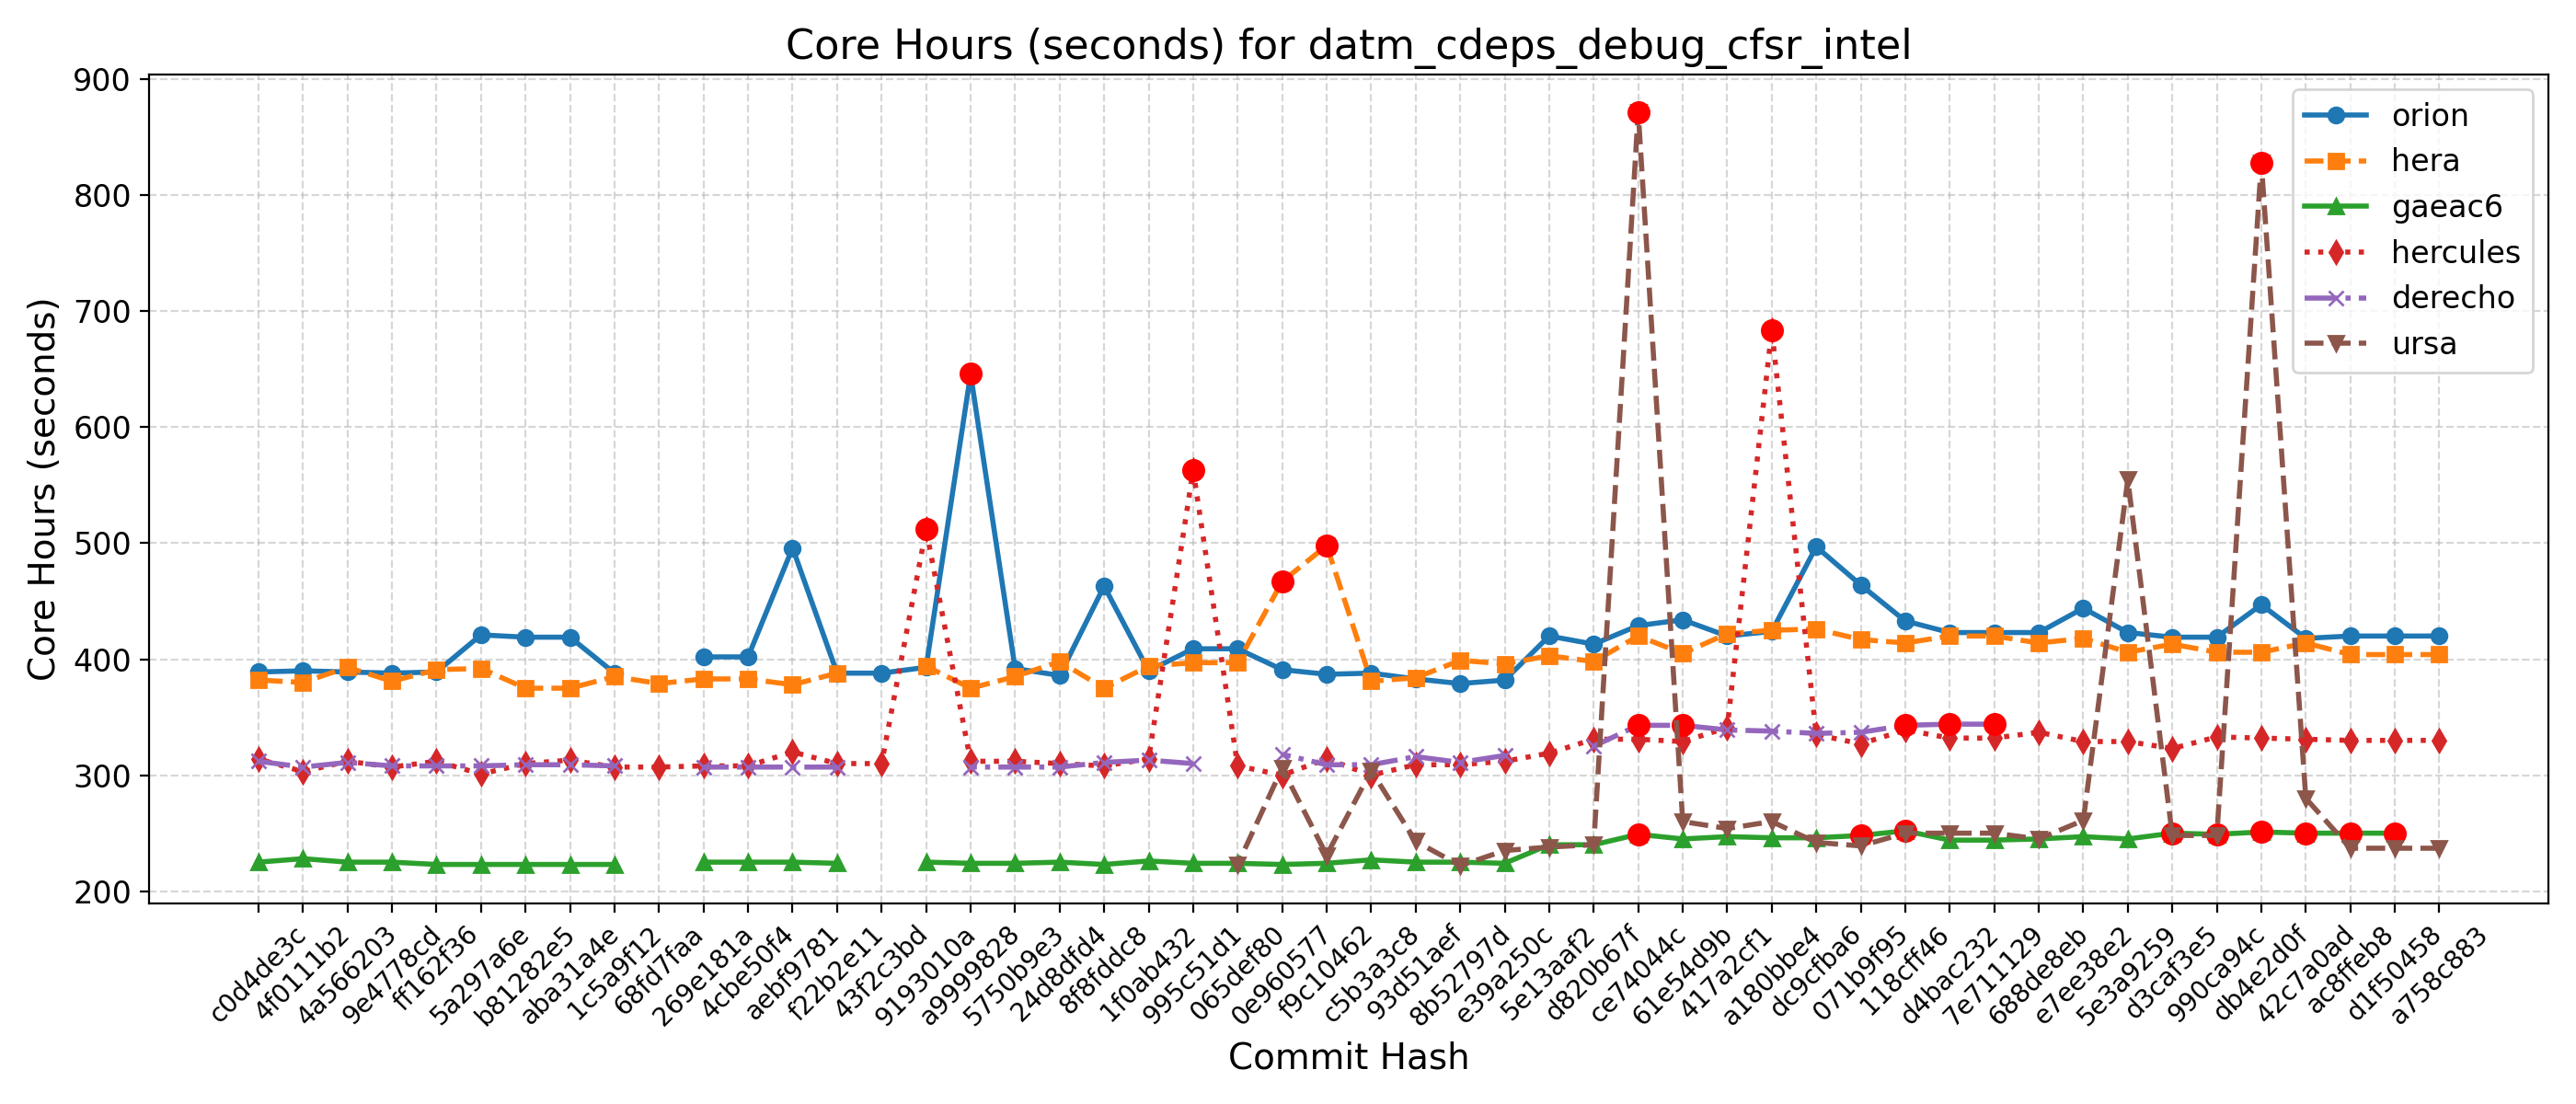 Core Hours (seconds) for datm_cdeps_debug_cfsr_intel
Core Hours (seconds)
900
800
700
600
500
400
300
200
orion
hera
gaeac6
hercules
derecho
ursa
c0d4de3c
4f0111b2
4a566203
9e4778cd
ff162f36
5a297a6e
b81282e5
aba31a4e
1c5a9f12
68fd7faa
269e181a
4cbe50f4
aebf9781
f22b2e11
43f2c3bd
9193010a
a9999828
5750b9e3
24d8dfd4
8f8fddc8
1f0ab432
995c51d1
065def80
0e960577
f9c10462
c5b3a3c8
93d51aef
8b52797d
e39a250c
5e13aaf2
d820b67f
ce74044c
61e54d9b
417a2cf1
a180bbe4
dc9cfba6
071b9f95
118cff46
d4bac232
7e711129
688de8eb
e7ee38e2
5e3a9259
d3caf3e5
990ca94c
db4e2d0f
42c7a0ad
ac8ffeb8
d1f50458
a758c883
Commit Hash